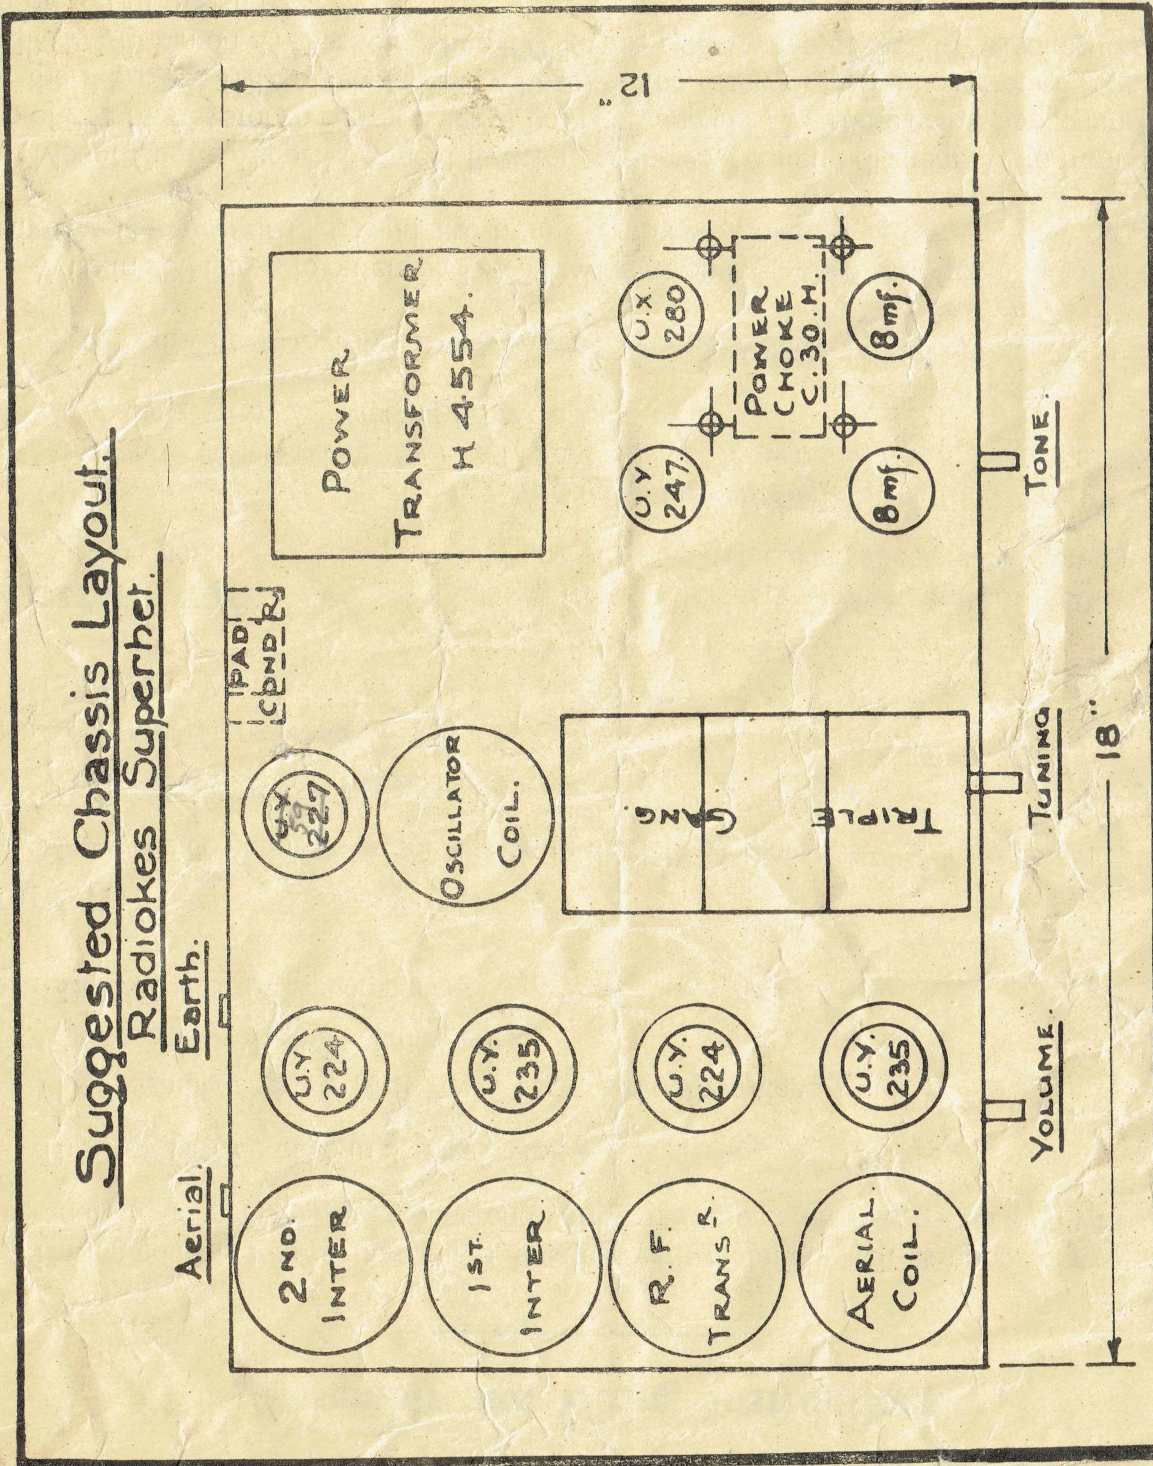 Suggested Chassis Layout.
Radiokes Superhet.
Aerial.
Earth.
2ND.
INTER
U.Y.
224
U.Y.
227
PAD
COND R
POWER
TRANSFORMER
H 4554.
12"
1ST.
INTER
U.Y.
235
OSCILLATOR
COIL.
R.F.
TRANSR.
U.Y.
224
TRIPLE
GANG.
U.Y
247
U.X
280
POWER
CHOKE
C.30.H.
AERIAL
COIL.
U.Y.
235
8mf.
8mf.
VOLUME.
TUNING
TONE.
18"